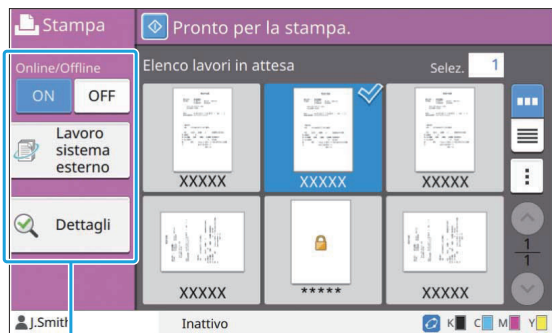 Stampa
Pronto per la stampa.
Online/Offline
ON OFF
Elenco lavori in attesa
Selez. 1
Lavoro
sistema
esterno
XXXXX XXXXX XXXXX
Dettagli
1
1
XXXXX ***** XXXXX
J.Smith
Inattivo
K C M Y